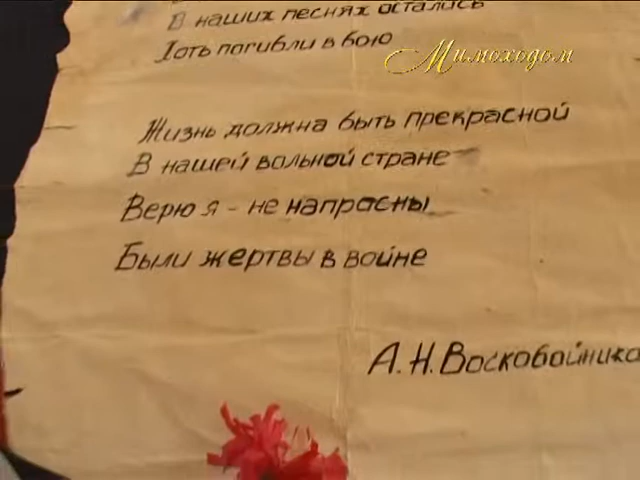 В наших песнях остались
Хоть погибли в бою
Мимоходом
Жизнь должна быть прекрасной
В нашей вольной стране
Верю я - не напрасны
Были жертвы в войне
А.Н. Воскобойника